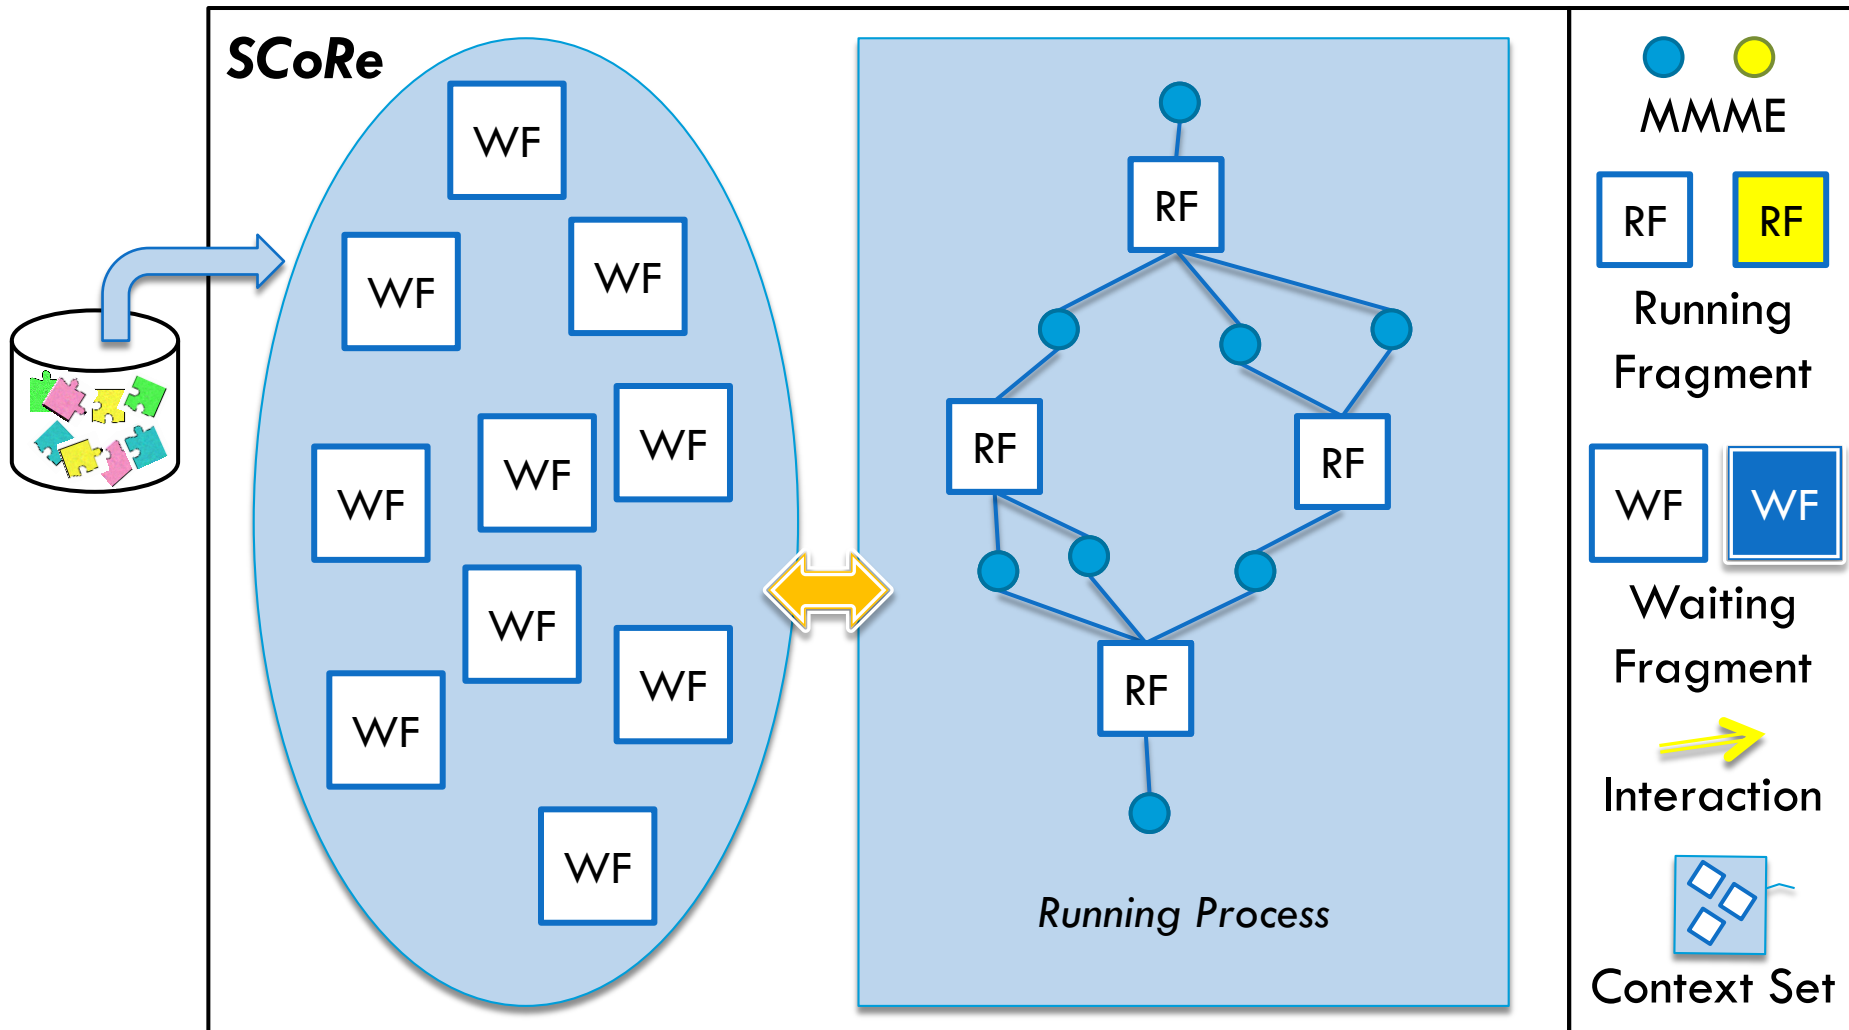 SCoRe
WF
WF
WF
WF
WF
WF
WF
WF
WF
WF
RF
RF
RF
RF
Running Process
MMME
RF RF
Running
Fragment
WF WF
Waiting
Fragment
Interaction
Context Set